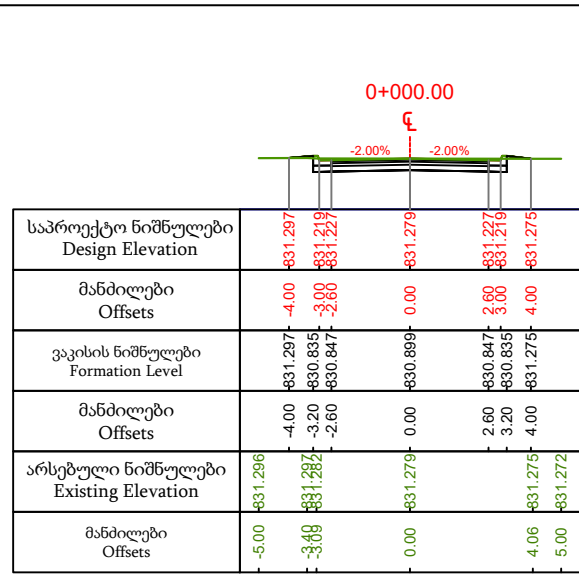 0+000.00
℄
-2.00% -2.00%
საპროექტო ნიშნულები
Design Elevation
831.297 831.219 831.227 831.279 831.227 831.219 831.275
მანძილები
Offsets
-4.00 -3.00 -2.60 0.00 2.60 3.00 4.00
ვაკისის ნიშნულები
Formation Level
831.297 830.835 830.847 830.899 830.847 830.835 831.275
მანძილები
Offsets
-4.00 -3.20 -2.60 0.00 2.60 3.20 4.00
არსებული ნიშნულები
Existing Elevation
831.296 831.297 831.282 831.279 831.275 831.272
მანძილები
Offsets
-5.00 -3.40 -3.09 0.00 4.06 5.00